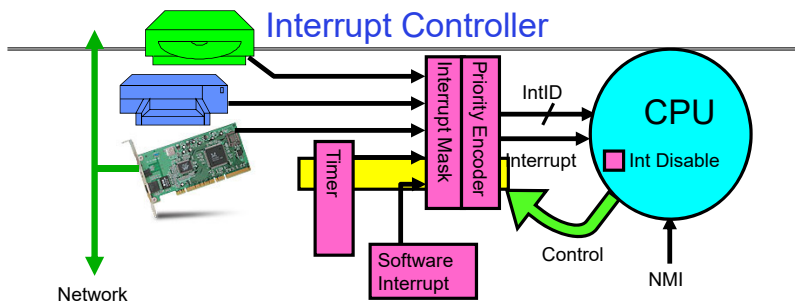 Interrupt Controller
Interrupt Mask
Priority Encoder
IntID
CPU
Interrupt
Int Disable
Timer
Software
Interrupt
Control
NMI
Network